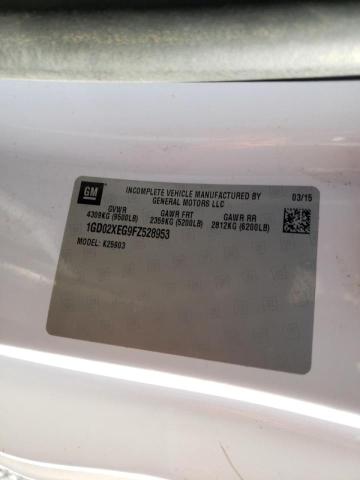 GM
INCOMPLETE VEHICLE MANUFACTURED BY
GENERAL MOTORS LLC
03/15
GVWR GAWR FRT GAWR RR
4309KG (9500LB) 2359KG (5200LB) 2812KG (6200LB)
1GD02XEG9FZ528953
MODEL: K25903